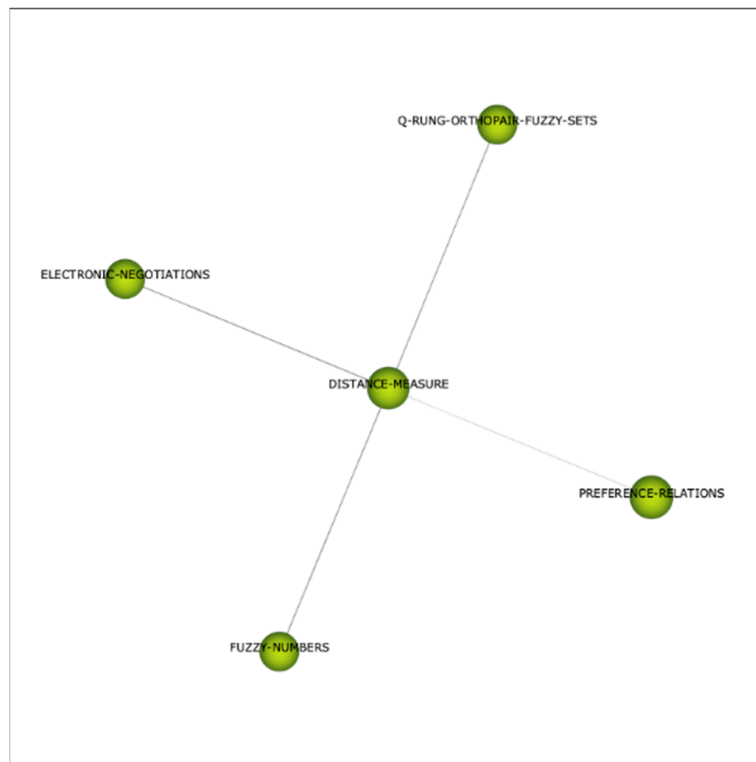 Q-RUNG-ORTHOPAIR-FUZZY-SETS
ELECTRONIC-NEGOTIATIONS
DISTANCE-MEASURE
PREFERENCE-RELATIONS
FUZZY-NUMBERS